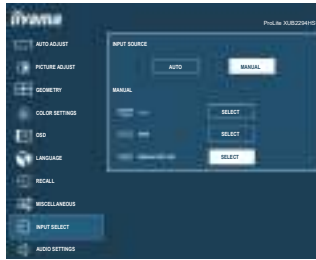 iiyama
ProLite XUB2294HS
AUTO ADJUST
PICTURE ADJUST
GEOMETRY
COLOR SETTINGS
OSD
LANGUAGE
RECALL
MISCELLANEOUS
INPUT SELECT
AUDIO SETTINGS
INPUT SOURCE
AUTO
MANUAL
MANUAL
SELECT
SELECT
SELECT